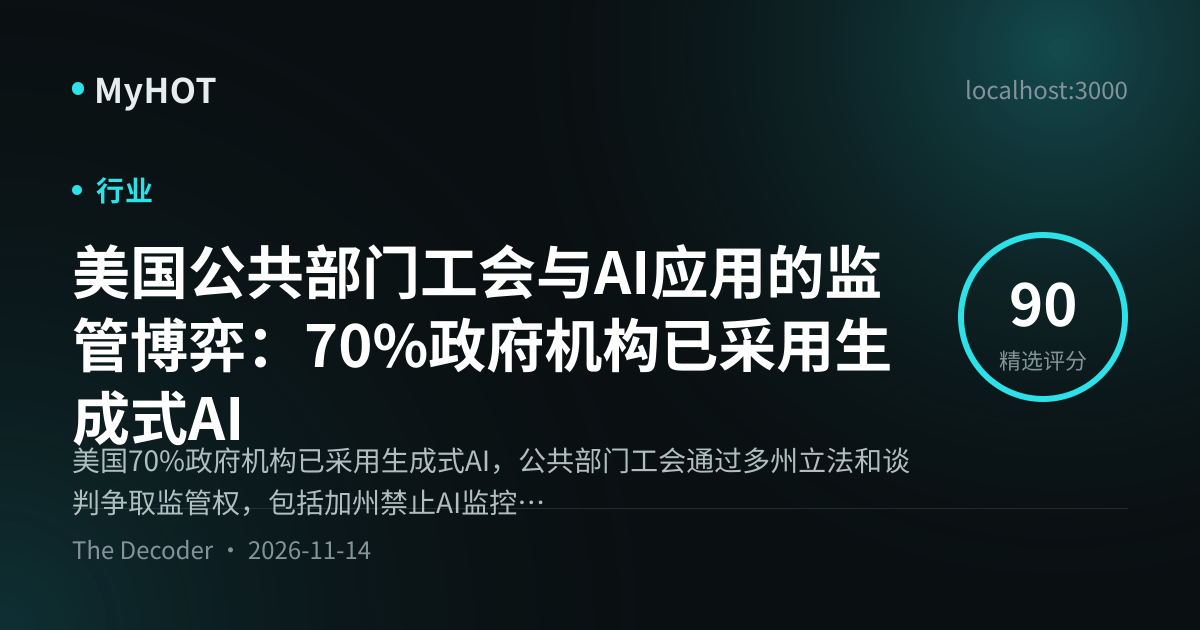 MyHOT
localhost:3000
行业
美国公共部门工会与AI应用的监
管博弈：70%政府机构已采用生
成式AI
90
精选评分
美国70%政府机构已采用生成式AI，公共部门工会通过多州立法和谈
判争取监管权，包括加州禁止AI监控…
The Decoder · 2026-11-14